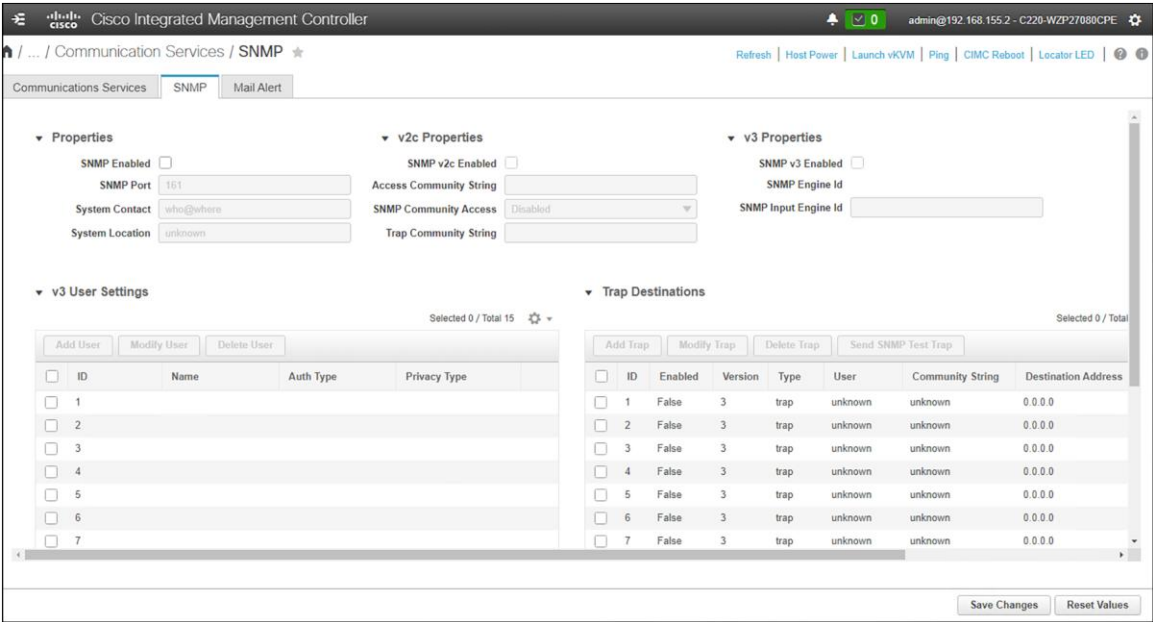 cisco Cisco Integrated Management Controller 0 admin@192.168.155.2 - C220-WZP27080CPE
/ ... / Communication Services / SNMP Refresh | Host Power | Launch vKVM | Ping | CIMC Reboot | Locator LED |
Communications Services SNMP Mail Alert
Properties v2c Properties v3 Properties
SNMP Enabled SNMP v2c Enabled SNMP v3 Enabled
SNMP Port 161 Access Community String SNMP Engine Id
System Contact who@where SNMP Community Access Disabled SNMP Input Engine Id
System Location unknown Trap Community String
v3 User Settings Trap Destinations
Selected 0 / Total 15 Selected 0 / Total
Add User Modify User Delete User Add Trap Modify Trap Delete Trap Send SNMP Test Trap
ID Name Auth Type Privacy Type ID Enabled Version Type User Community String Destination Address
1 1 False 3 trap unknown unknown 0.0.0.0
2 2 False 3 trap unknown unknown 0.0.0.0
3 3 False 3 trap unknown unknown 0.0.0.0
4 4 False 3 trap unknown unknown 0.0.0.0
5 5 False 3 trap unknown unknown 0.0.0.0
6 6 False 3 trap unknown unknown 0.0.0.0
7 7 False 3 trap unknown unknown 0.0.0.0
Save Changes Reset Values